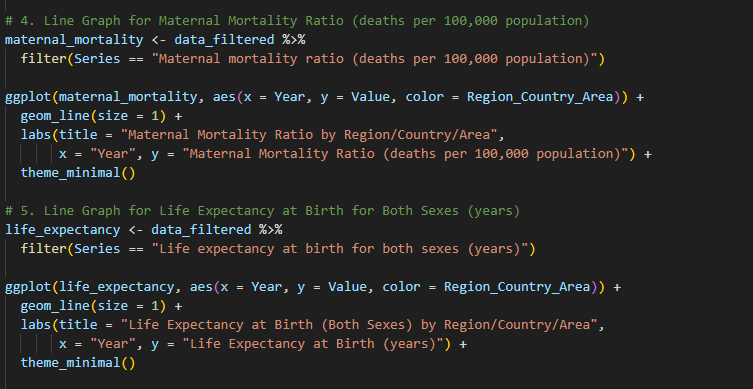 # 4. Line Graph for Maternal Mortality Ratio (deaths per 100,000 population)
maternal_mortality <- data_filtered %>%
  filter(Series == "Maternal mortality ratio (deaths per 100,000 population)")
ggplot(maternal_mortality, aes(x = Year, y = Value, color = Region_Country_Area)) +
  geom_line(size = 1) +
  labs(title = "Maternal Mortality Ratio by Region/Country/Area",
       x = "Year", y = "Maternal Mortality Ratio (deaths per 100,000 population)") +
  theme_minimal()
# 5. Line Graph for Life Expectancy at Birth for Both Sexes (years)
life_expectancy <- data_filtered %>%
  filter(Series == "Life expectancy at birth for both sexes (years)")
ggplot(life_expectancy, aes(x = Year, y = Value, color = Region_Country_Area)) +
  geom_line(size = 1) +
  labs(title = "Life Expectancy at Birth (Both Sexes) by Region/Country/Area",
       x = "Year", y = "Life Expectancy at Birth (years)") +
  theme_minimal()